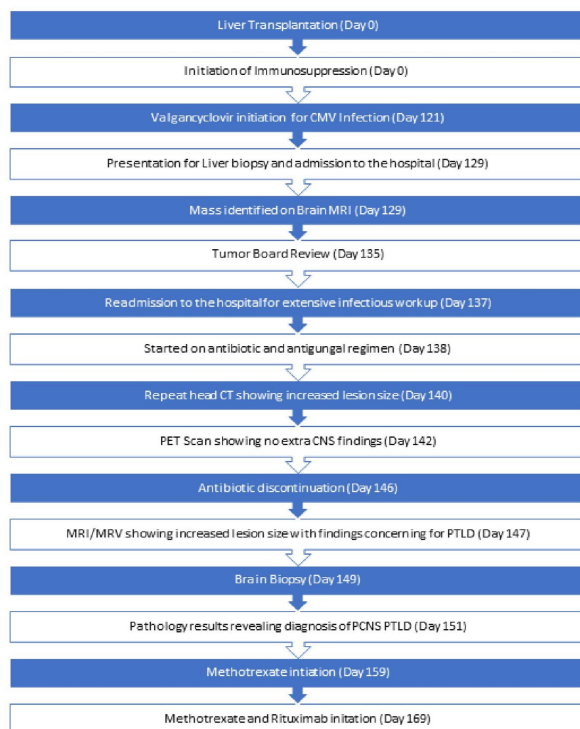 Liver Transplantation (Day 0)
Initiation of Immunosuppression (Day 0)
Valgancyclovir initiation for CMV Infection (Day 121)
Presentation for Liver biopsy and admission to the hospital (Day 129)
Mass identified on Brain MRI (Day 129)
Tumor Board Review (Day 135)
Readmission to the hospital for extensive infectious workup (Day 137)
Started on antibiotic and antigungal regimen (Day 138)
Repeat head CT showing increased lesion size (Day 140)
PET Scan showing no extra CNS findings (Day 142)
Antibiotic discontinuation (Day 146)
MRI/MRV showing increased lesion size with findings concerning for PTLD (Day 147)
Brain Biopsy (Day 149)
Pathology results revealing diagnosis of PCNS PTLD (Day 151)
Methotrexate intiation (Day 159)
Methotrexate and Rituximab initation (Day 169)